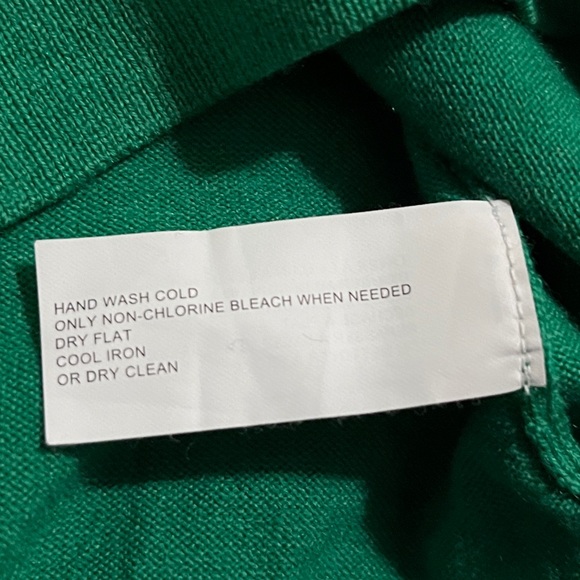 HAND WASH COLD
ONLY NON-CHLORINE BLEACH WHEN NEEDED
DRY FLAT
COOL IRON
OR DRY CLEAN